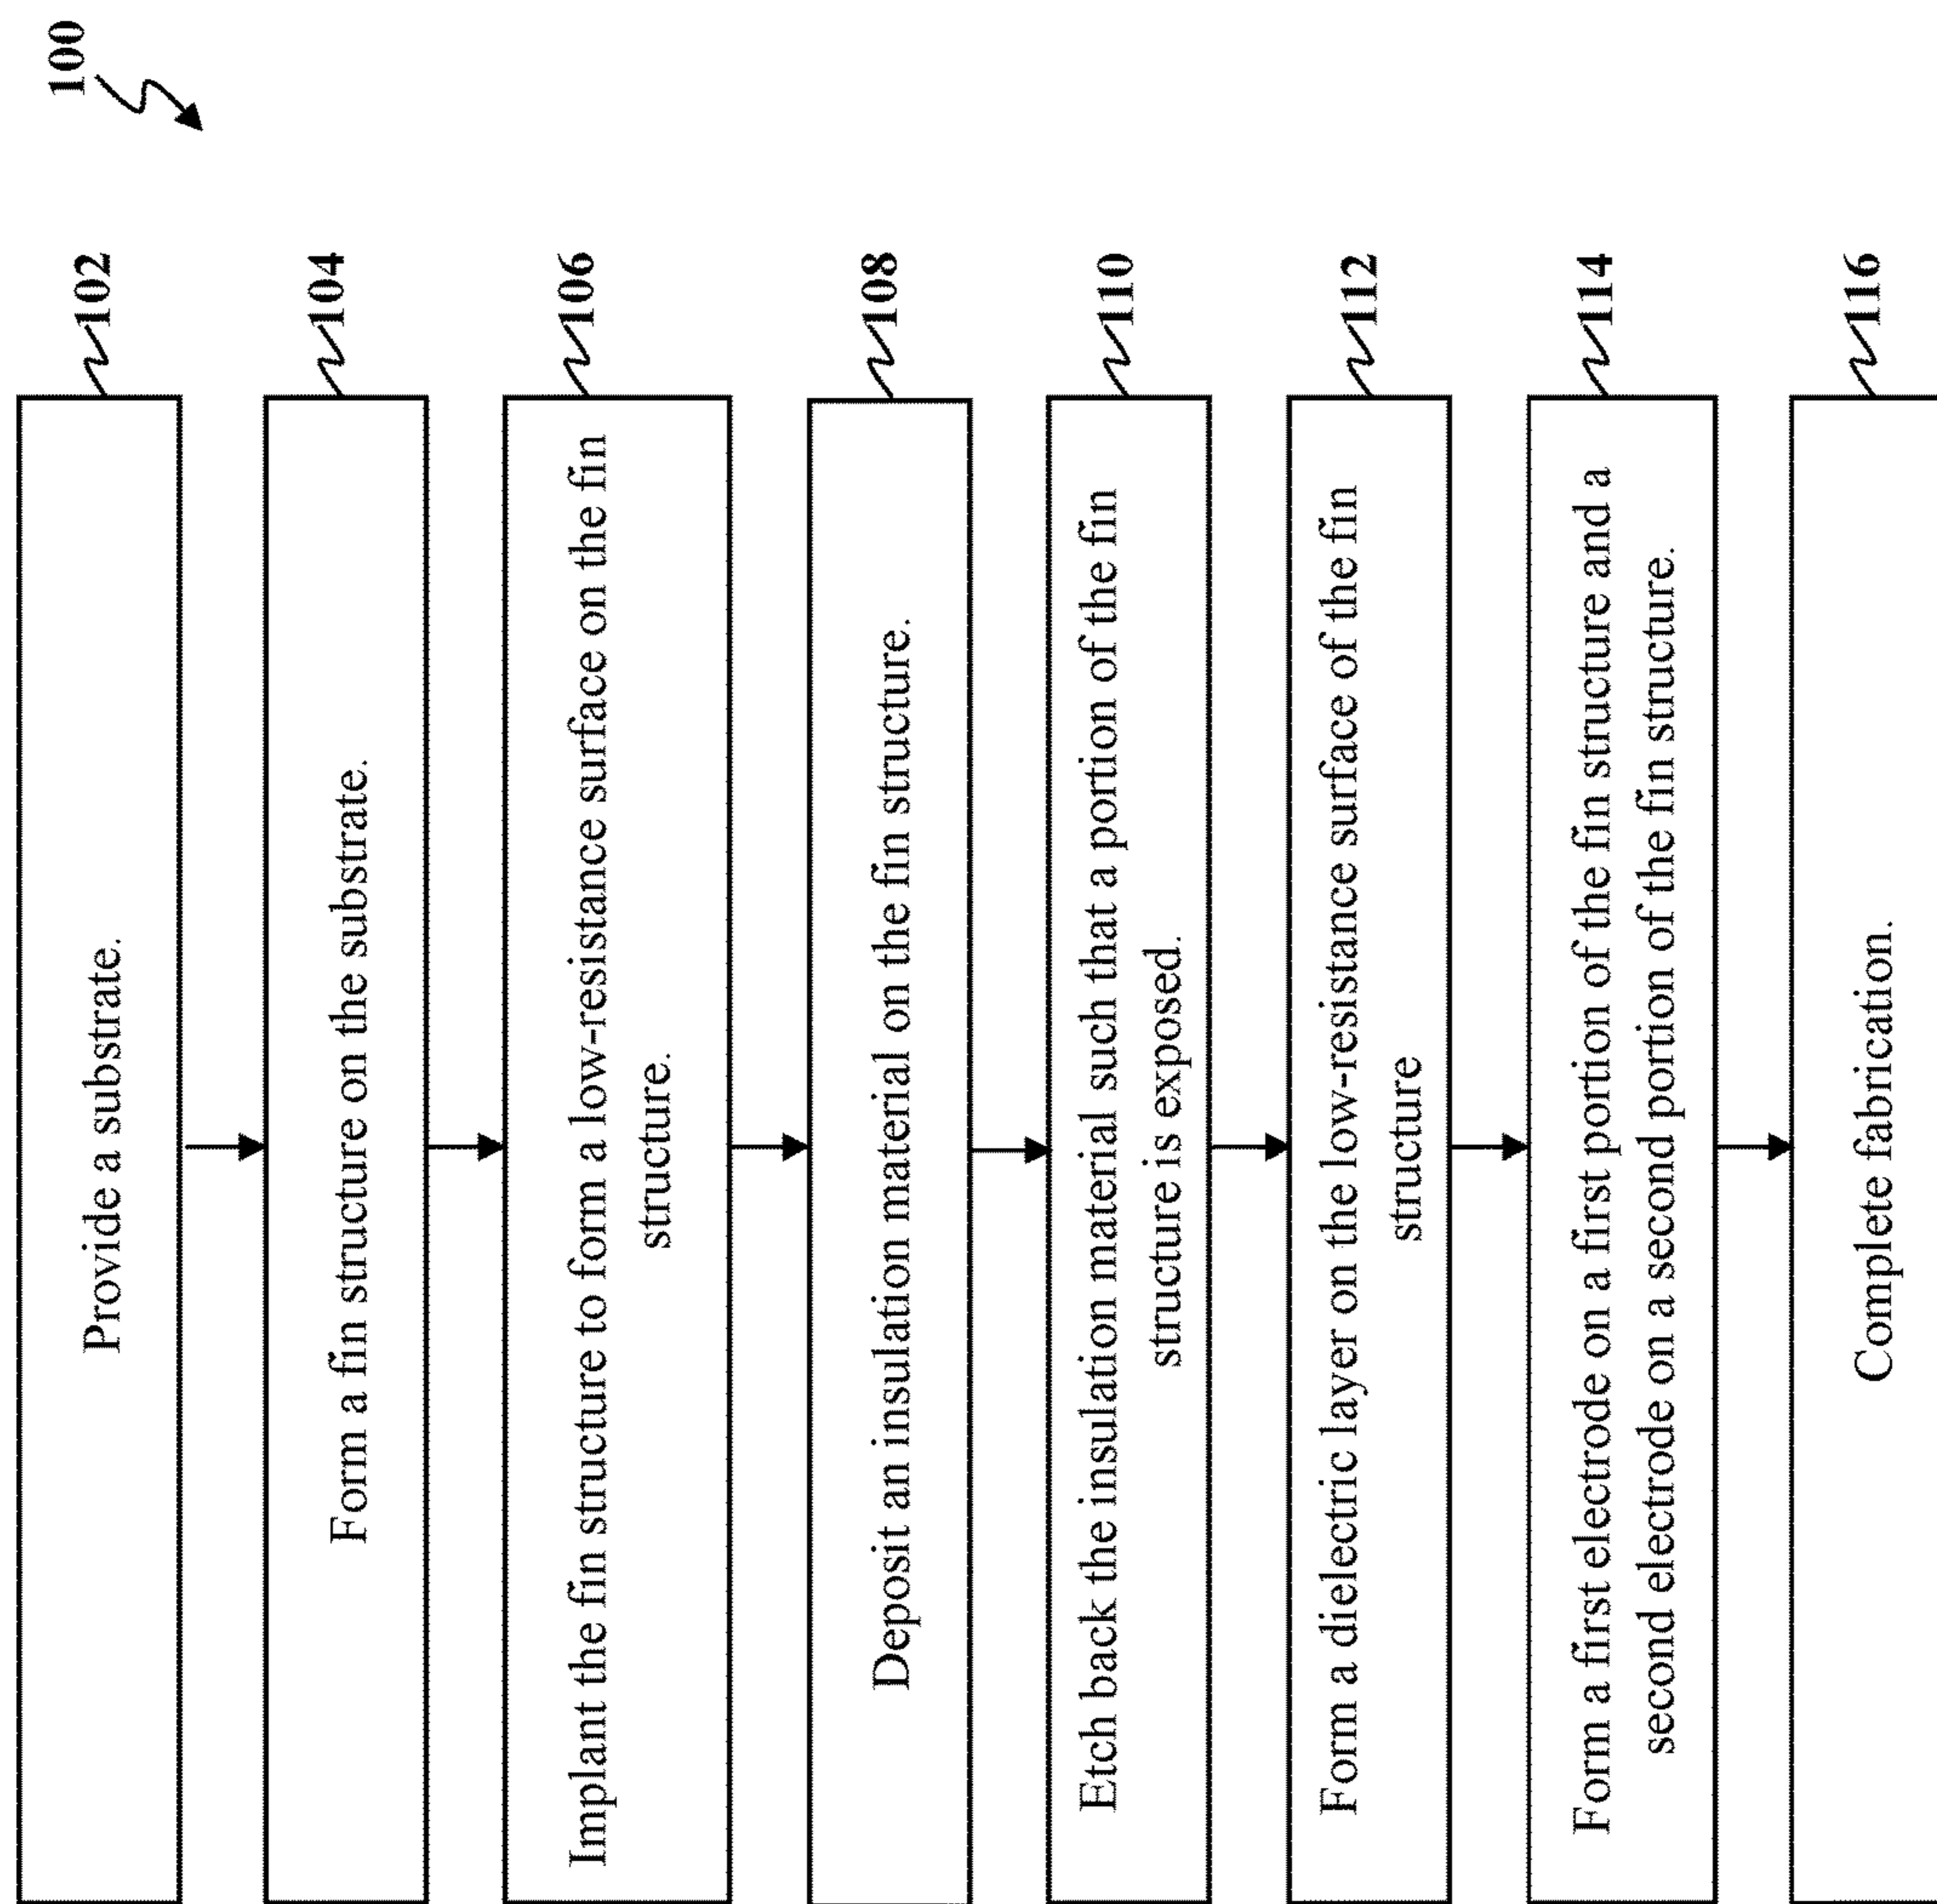 100
Provide a substrate.
102
Form a fin structure on the substrate.
104
Implant the fin structure to form a low-resistance surface on the fin
structure.
106
Deposit an insulation material on the fin structure.
108
Etch back the insulation material such that a portion of the fin
structure is exposed.
110
Form a dielectric layer on the low-resistance surface of the fin
structure
112
Form a first electrode on a first portion of the fin structure and a
second electrode on a second portion of the fin structure.
114
Complete fabrication.
116